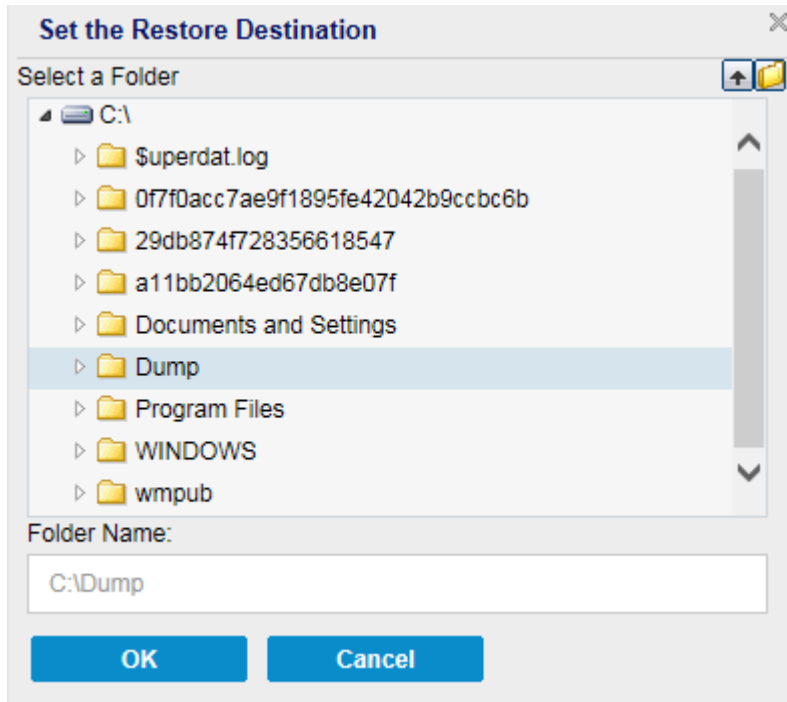 Set the Restore Destination
Select a Folder
C:\
$uperdat.log
0f7f0acc7ae9f1895fe42042b9ccbc6b
29db874f728356618547
a11bb2064ed67db8e07f
Documents and Settings
Dump
Program Files
WINDOWS
wmpub
Folder Name:
C:\Dump
OK Cancel